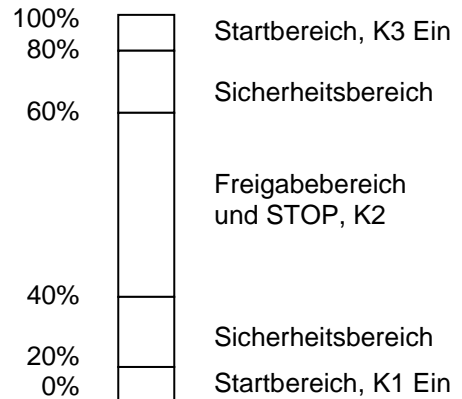 100%
Startbereich, K3 Ein
80%
Sicherheitsbereich
60%
Freigabebereich
und STOP, K2
40%
Sicherheitsbereich
20%
Startbereich, K1 Ein
0%